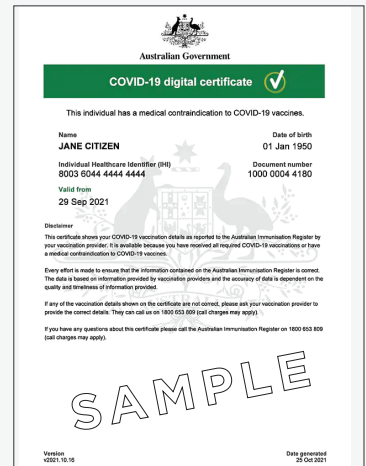 Australian Government
COVID-19 digital certificate
This individual has a medical contraindication to COVID-19 vaccines.
Name
JANE CITIZEN
Date of birth
01 Jan 1950
Individual Healthcare Identifier (IHI)
8003 6044 4444 4444
Document number
1000 0004 4180
Valid from
29 Sep 2021
Disclaimer
This certificate shows your COVID-19 vaccination details as reported to the Australian Immunisation Register by
your vaccination provider. It is available because you have received all required COVID-19 vaccinations or have
a medical contraindication to COVID-19 vaccines.
Every effort is made to ensure that the information contained on the Australian Immunisation Register is correct.
The data is based on information provided by vaccination providers and the accuracy of data is dependent on the
quality and timeliness of information provided.
If any of the vaccination details shown on the certificate are not correct, please ask your vaccination provider to
provide the correct details. They can call us on 1800 653 809 (call charges may apply).
If you have any questions about this certificate please call the Australian Immunisation Register on 1800 653 809
(call charges may apply).
SAMPLE
Version
v2021.10.16
Date generated
25 Oct 2021